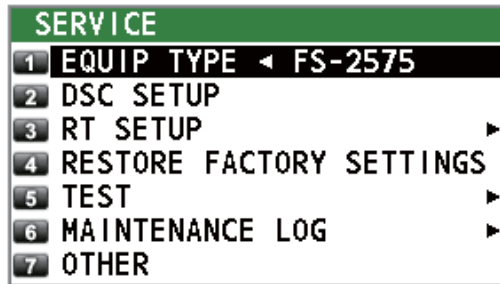 SERVICE
1 EQUIP TYPE ◄ FS-2575
2 DSC SETUP
3 RT SETUP ►
4 RESTORE FACTORY SETTINGS
5 TEST ►
6 MAINTENANCE LOG ►
7 OTHER